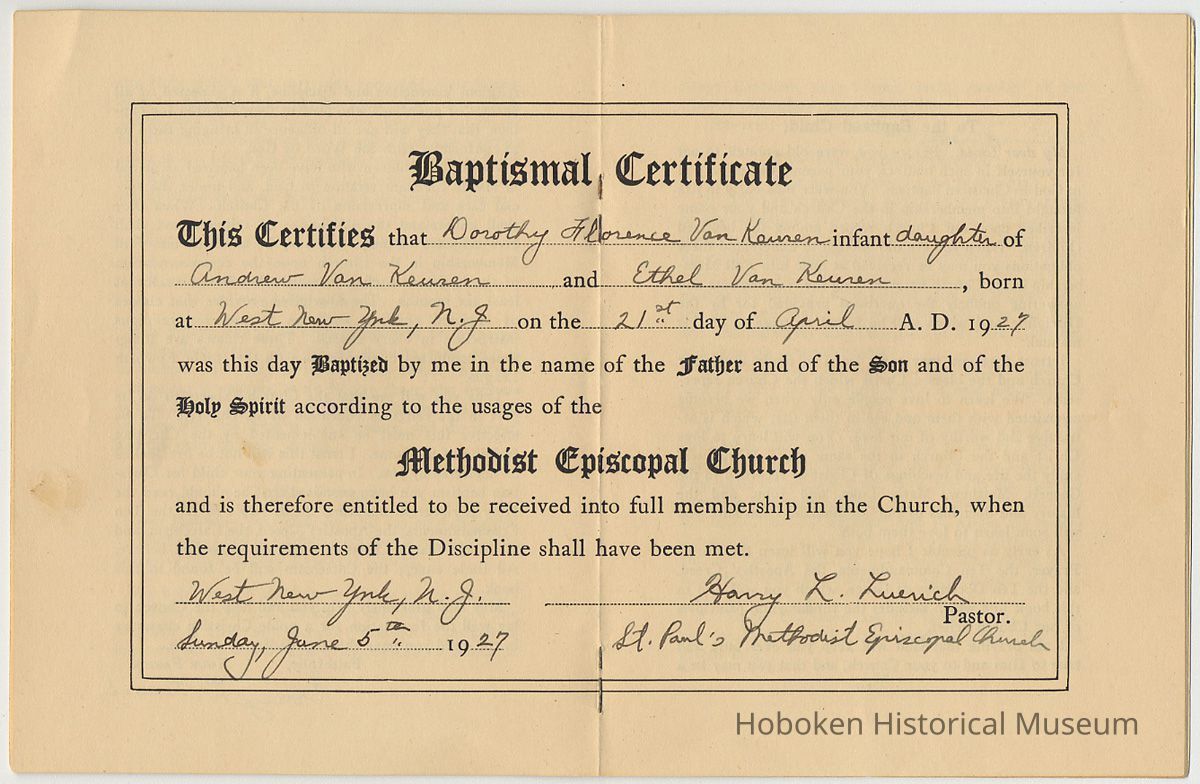 Baptismal Certificate
This Certifies that Dorothy Florence Van Keuren infant daughter of
Andrew Van Keuren and Ethel Van Keuren, born
at West New York, N.J on the 21st day of April A. D. 1927
was this day Baptized by me in the name of the Father and of the Son and of the
Holy Spirit according to the usages of the
Methodist Episcopal Church
and is therefore entitled to be received into full membership in the Church, when
the requirements of the Discipline shall have been met.
West New York, N.J. Harry L. Luerich
Pastor.
Sunday, June 5th 1927 St. Paul's Methodist Episcopal Church
Hoboken Historical Museum